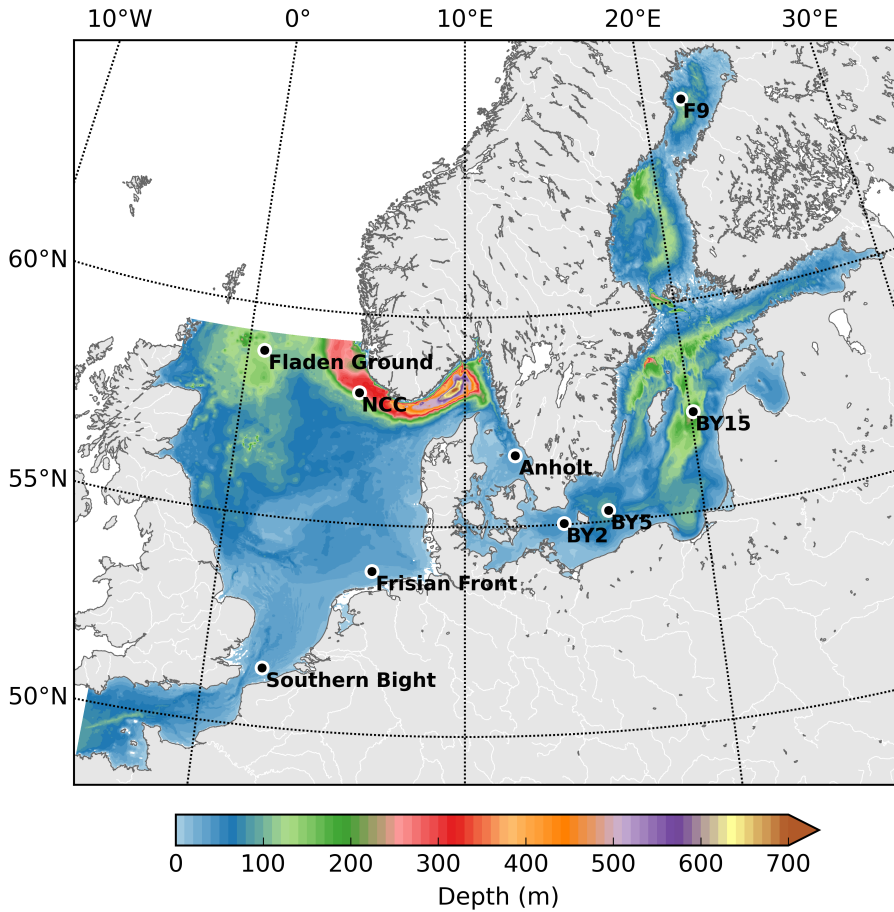 10°W 0° 10°E 20°E 30°E
F9
60°N
Fladen Ground
NCC
BY15
Anholt
55°N
BY5
BY2
Frisian Front
Southern Bight
50°N
0 100 200 300 400 500 600 700
Depth (m)